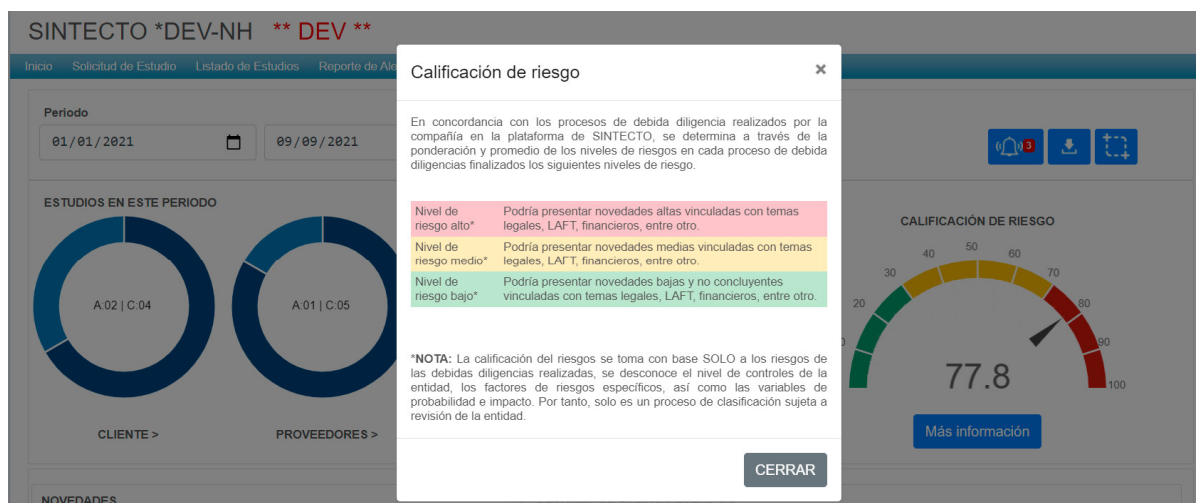 SINTECTO *DEV-NH ** DEV **
Inicio Solicitud de Estudio Listado de Estudios Reporte de Ale
Periodo
01/01/2021 09/09/2021
3
ESTUDIOS EN ESTE PERIODO
A:02 | C:04
A:01 | C:05
CLIENTE >
PROVEEDORES >
NOVEDADES
Calificación de riesgo
×
En concordancia con los procesos de debida diligencia realizados por la
compañía en la plataforma de SINTECTO, se determina a través de la
ponderación y promedio de los niveles de riesgos en cada proceso de debida
diligencias finalizados los siguientes niveles de riesgo.
Nivel de Podría presentar novedades altas vinculadas con temas
riesgo alto* legales, LAFT, financieros, entre otro.
Nivel de Podría presentar novedades medias vinculadas con temas
riesgo medio* legales, LAFT, financieros, entre otro.
Nivel de Podría presentar novedades bajas y no concluyentes
riesgo bajo* vinculadas con temas legales, LAFT, financieros, entre otro.
*NOTA: La calificación del riesgos se toma con base SOLO a los riesgos de
las debidas diligencias realizadas, se desconoce el nivel de controles de la
entidad, los factores de riesgos específicos, así como las variables de
probabilidad e impacto. Por tanto, solo es un proceso de clasificación sujeta a
revisión de la entidad.
CERRAR
CALIFICACIÓN DE RIESGO
20
30
40
50
60
70
80
90
100
77.8
Más información